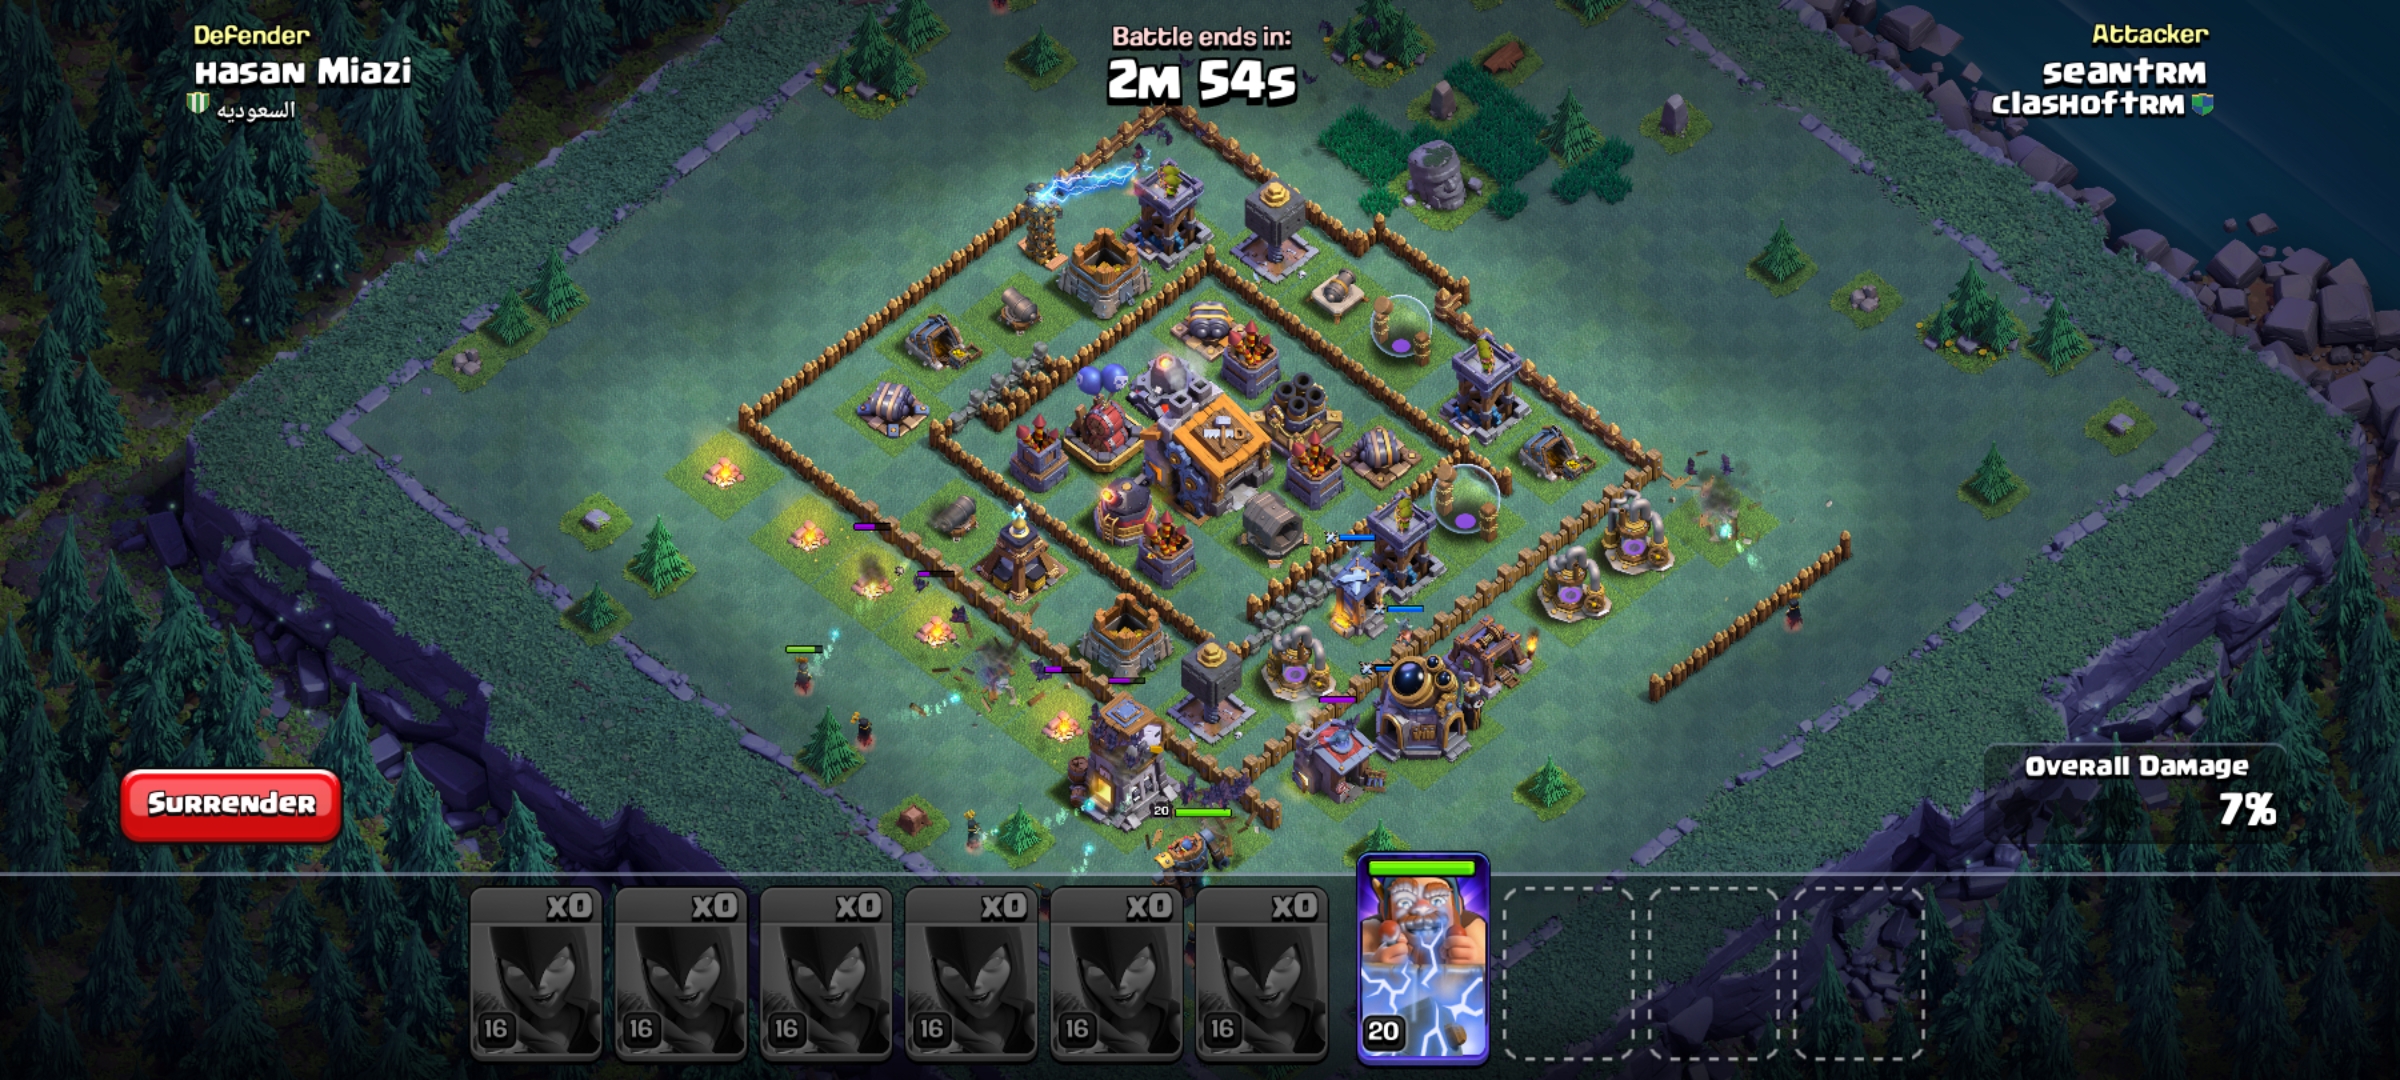 Defender
Hasan Miazi
السعوديه
Battle ends in:
2m 54s
Attacker
seantrm
clashoftrm
Surrender
Overall Damage
7%
20
x0
x0
x0
x0
x0
x0
16
16
16
16
16
16
20